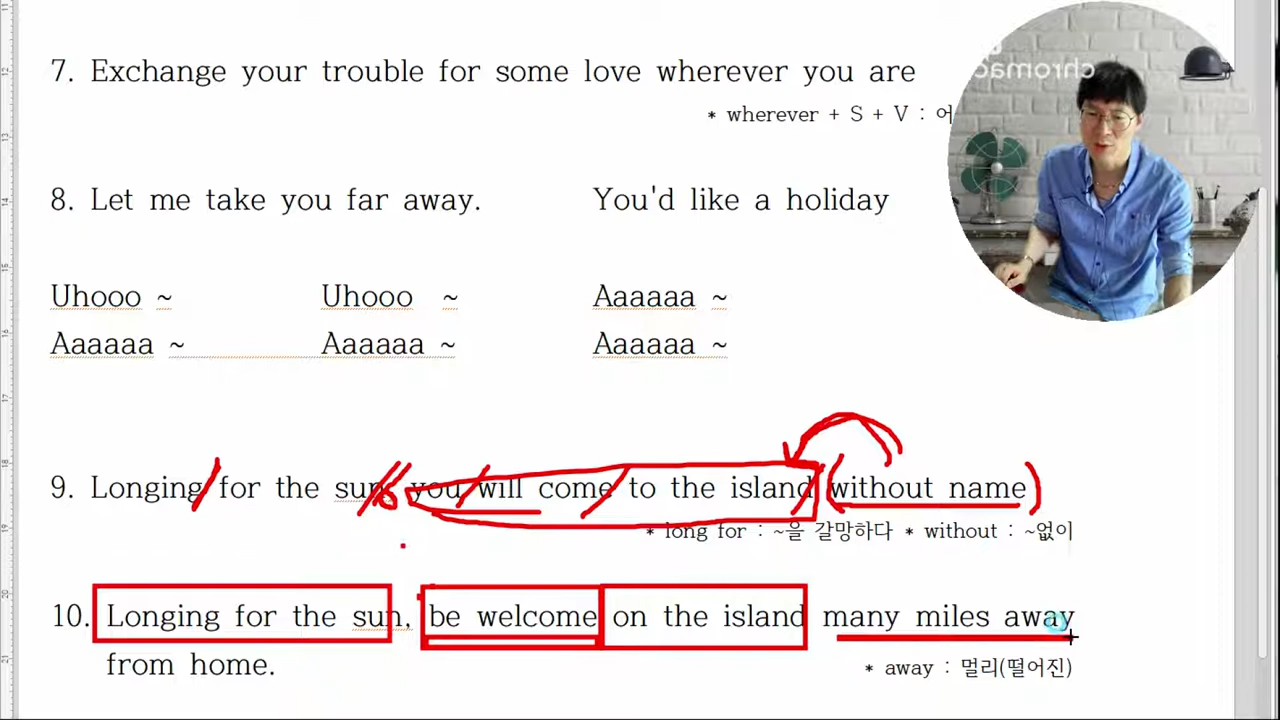 7. Exchange your trouble for some love wherever you are
* wherever + S + V : 어
chromac
8. Let me take you far away. You'd like a holiday
Uhooo ~ Uhooo ~ Aaaaaa ~
Aaaaaa ~ Aaaaaa ~ Aaaaaa ~
9. Longing for the sun, you will come to the island (without name)
* long for : ~을 갈망하다 * without : ~없이
10. Longing for the sun, be welcome on the island many miles away
from home.
* away : 멀리(떨어진)